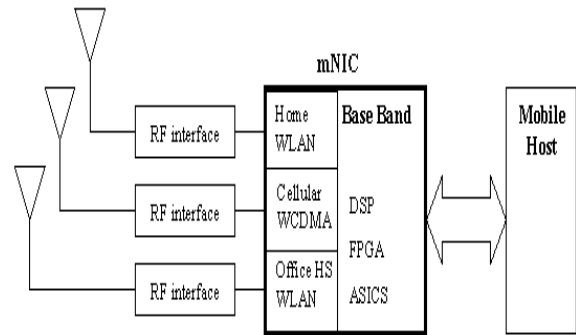 mNIC
RF interface
Home
WLAN
Base Band
Mobile
Host
RF interface
Cellular
WCDMA
DSP
FPGA
ASICS
RF interface
Office HS
WLAN